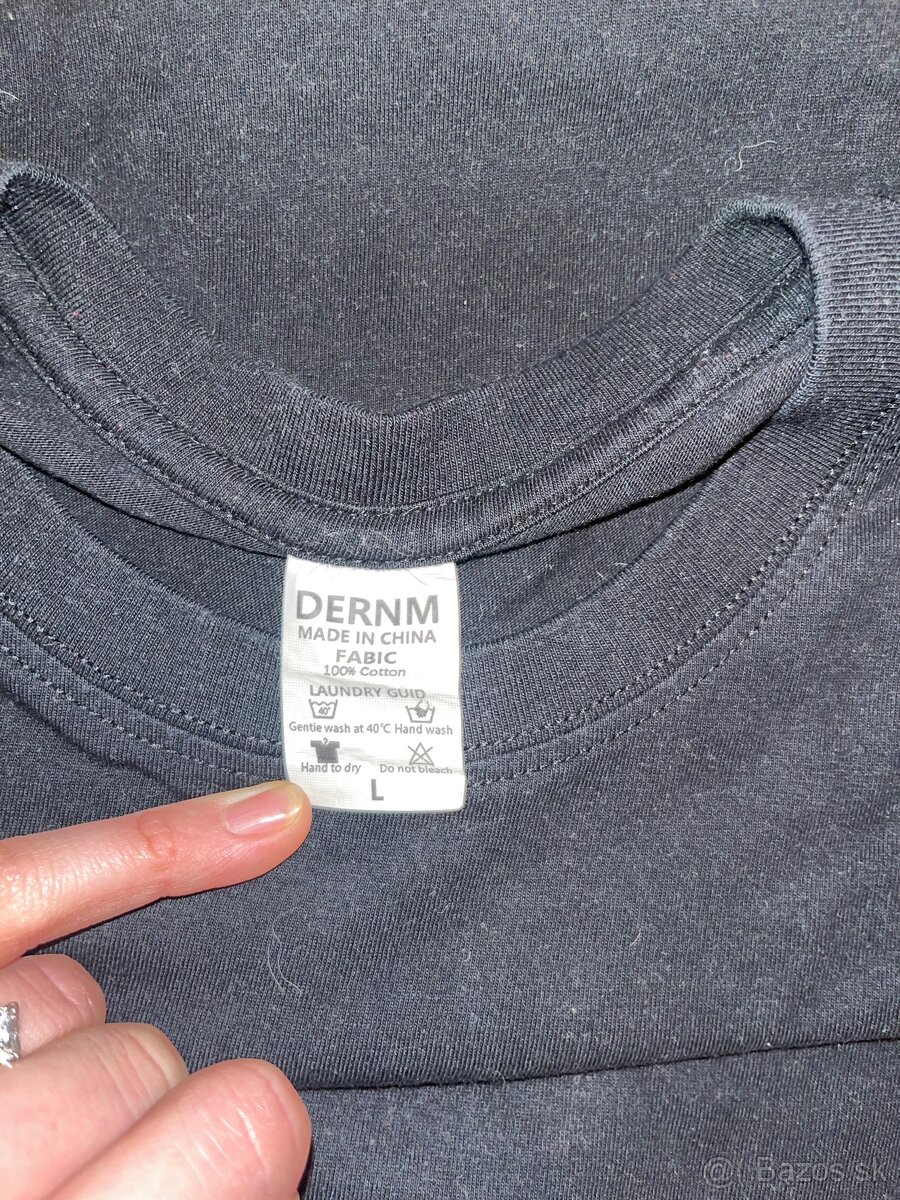 DERNM
MADE IN CHINA
FABIC
100% Cotton
LAUNDRY GUID
40°
Gentie wash at 40℃ Hand wash
Hand to dry Do not bleach
L
@ Bazos.sk